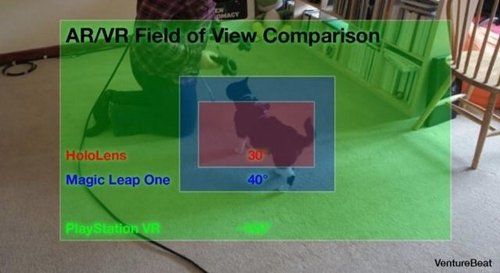 AR/VR Field of View Comparison
HoloLens 30°
Magic Leap One 40°
PlayStation VR
VentureBeat